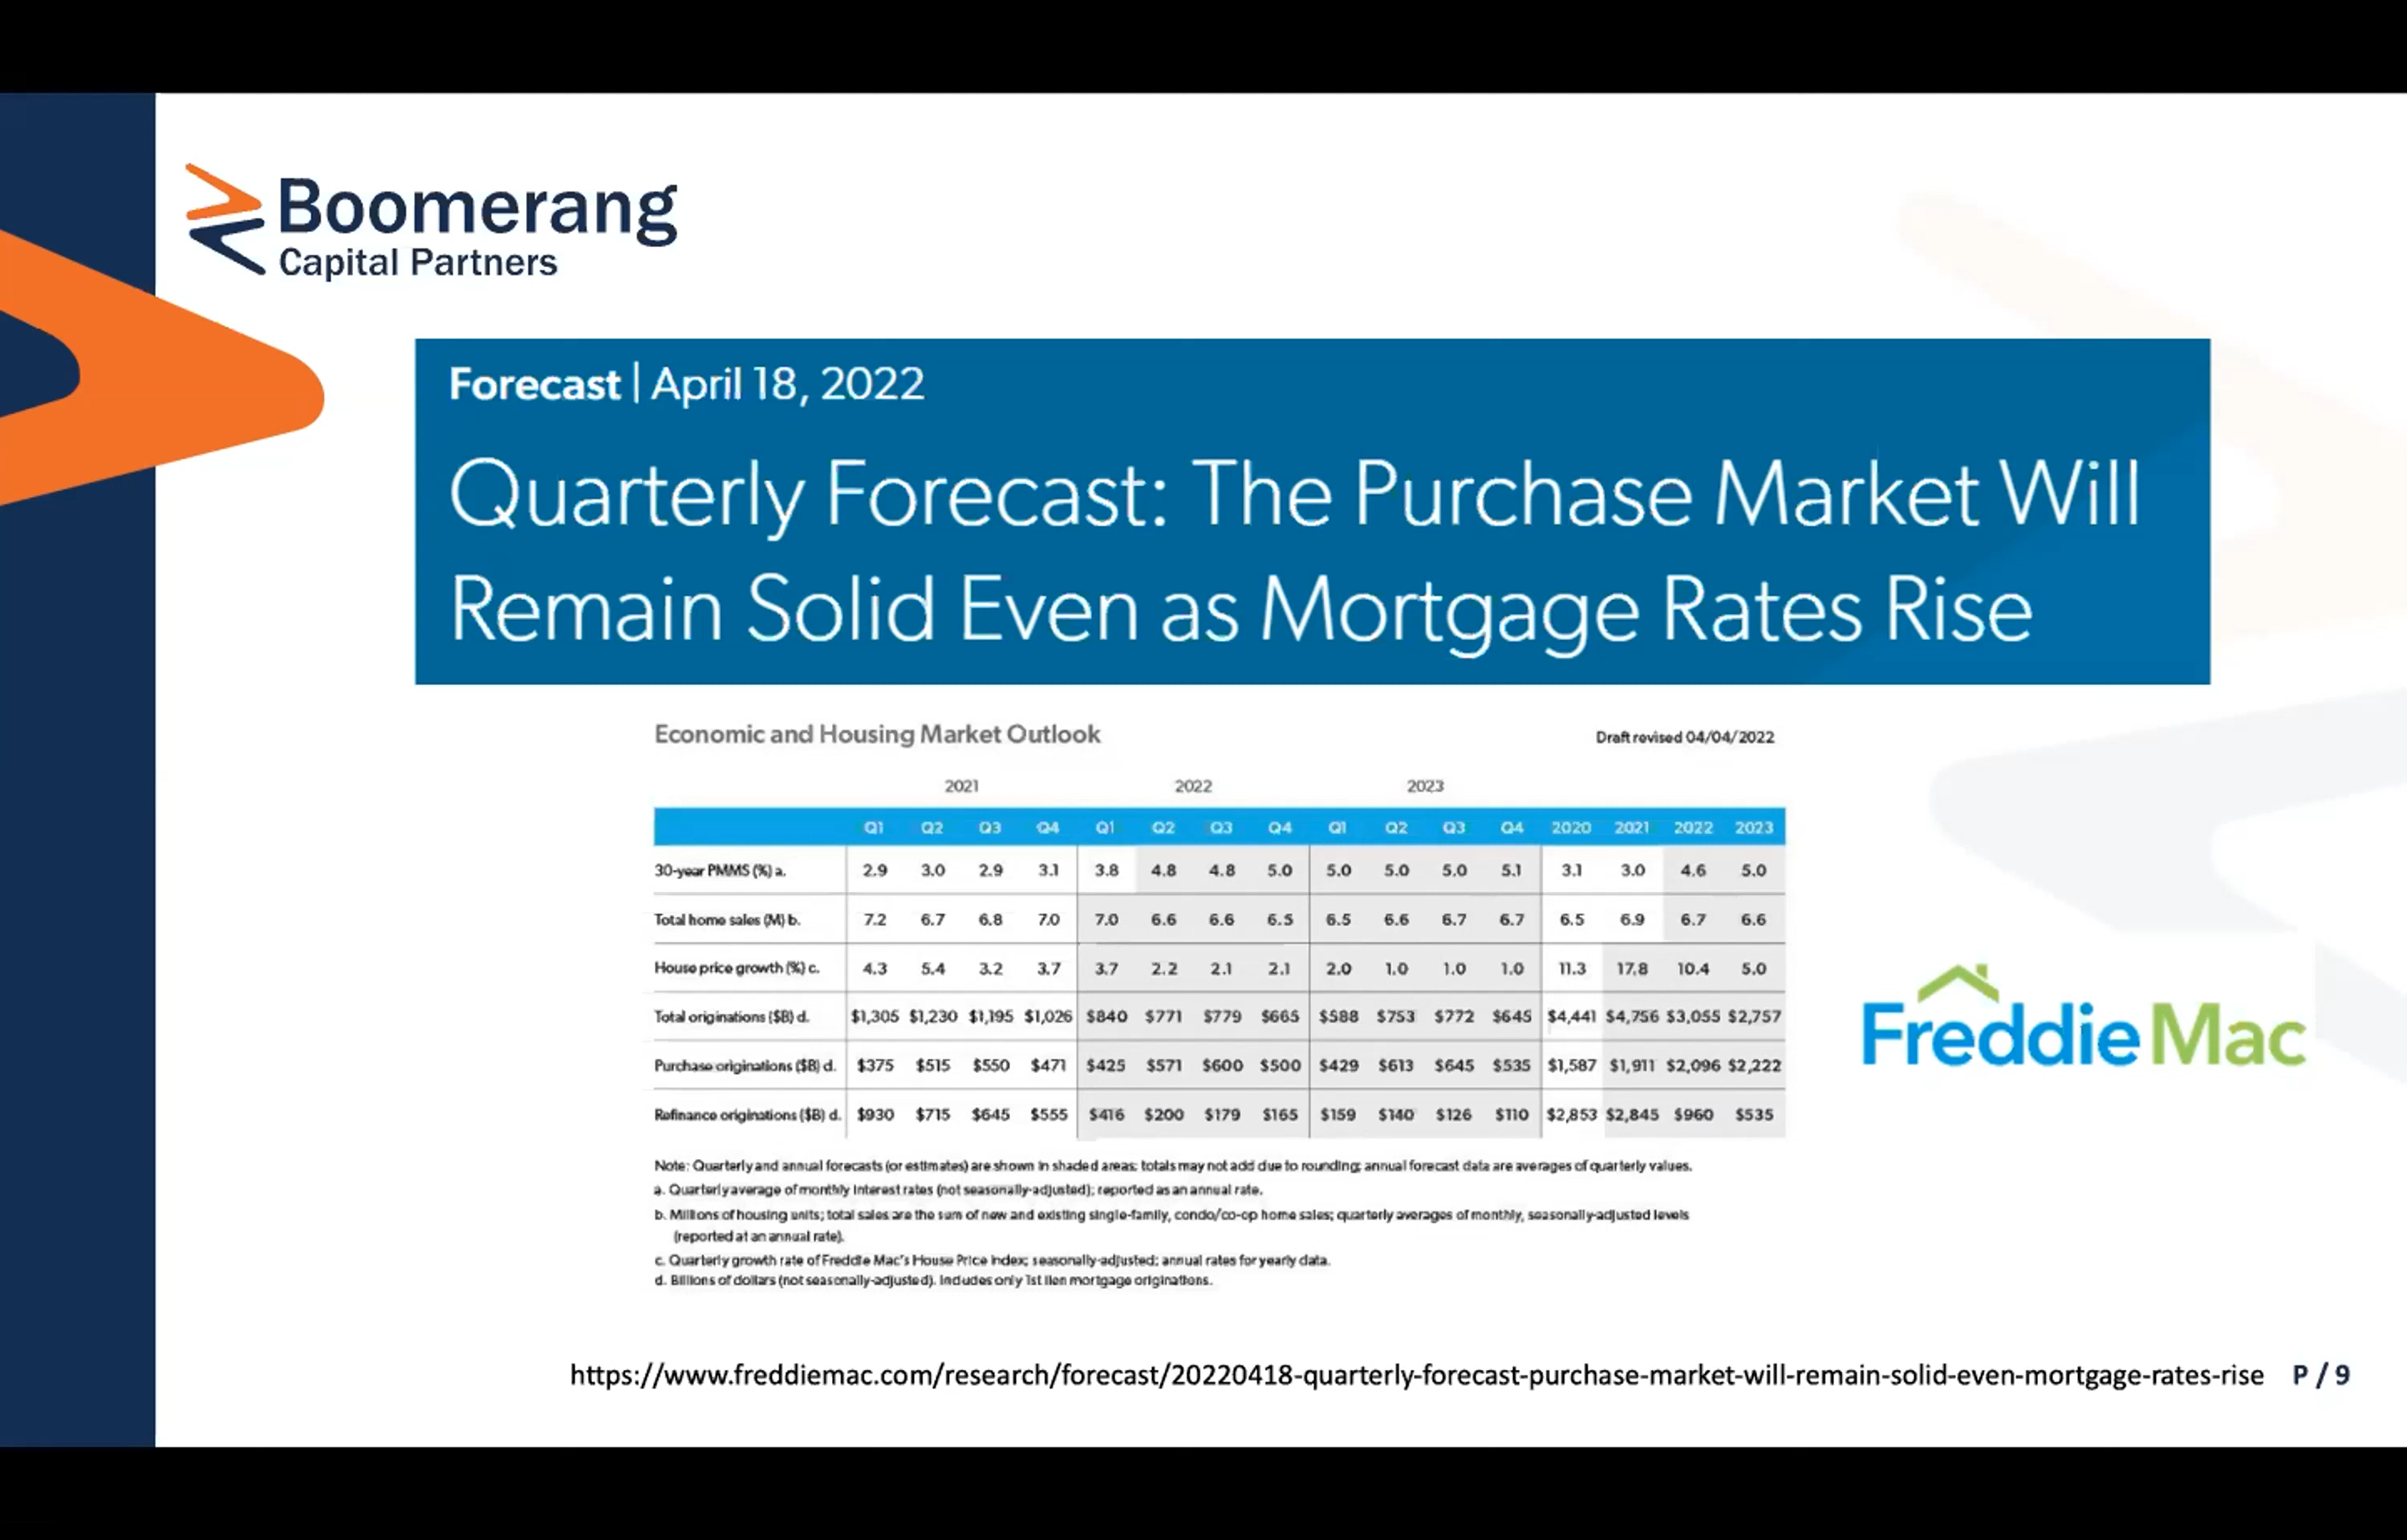 Boomerang
Capital Partners
Forecast | April 18, 2022
Quarterly Forecast: The Purchase Market Will
Remain Solid Even as Mortgage Rates Rise
Economic and Housing Market Outlook Draft revised 04/04/2022
2021 2022 2023
Q1 Q2 Q3 Q4 Q1 Q2 Q3 Q4 Q1 Q2 Q3 Q4 2020 2021 2022 2023
30-year PMMS (%) a. 2.9 3.0 2.9 3.1 3.8 4.8 4.8 5.0 5.0 5.0 5.0 5.1 3.1 3.0 4.6 5.0
Total home sales (M) b. 7.2 6.7 6.8 7.0 7.0 6.6 6.6 6.5 6.5 6.6 6.7 6.7 6.5 6.9 6.7 6.6
House price growth (%) c. 4.3 5.4 3.2 3.7 3.7 2.2 2.1 2.1 2.0 1.0 1.0 1.0 11.3 17.8 10.4 5.0
Total originations ($B) d. $1,305 $1,230 $1,195 $1,026 $840 $771 $779 $665 $588 $753 $772 $645 $4,441 $4,756 $3,055 $2,757
Purchase originations ($B) d. $375 $515 $550 $471 $425 $571 $600 $500 $429 $613 $645 $535 $1,587 $1,911 $2,096 $2,222
Refinance originations ($B) d. $930 $715 $645 $555 $416 $200 $179 $165 $159 $140 $126 $110 $2,853 $2,845 $960 $535
Note: Quarterly and annual forecasts (or estimates) are shown in shaded areas; totals may not add due to rounding; annual forecast data are averages of quarterly values.
a. Quarterly average of monthly interest rates (not seasonally-adjusted); reported as an annual rate.
b. Millions of housing units; total sales are the sum of new and existing single-family, condo/co-op home sales; quarterly averages of monthly, seasonally-adjusted levels
(reported at an annual rate).
c. Quarterly growth rate of Freddie Mac's House Price Index; seasonally-adjusted; annual rates for yearly data.
d. Billions of dollars (not seasonally-adjusted). Includes only 1st lien mortgage originations.
Freddie Mac
https://www.freddiemac.com/research/forecast/20220418-quarterly-forecast-purchase-market-will-remain-solid-even-mortgage-rates-rise P / 9